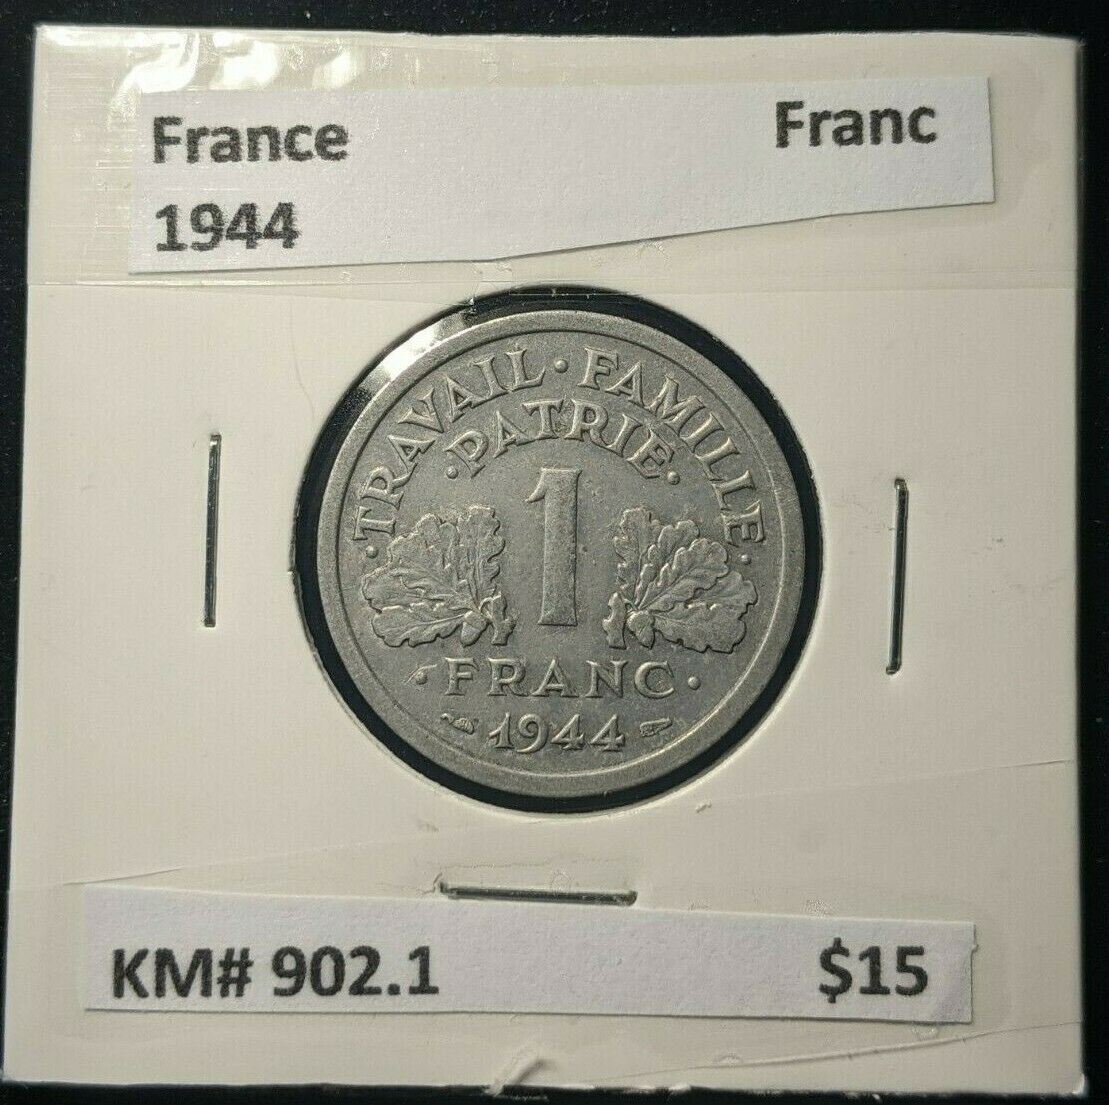 France Franc
1944
·TRAVAIL·FAMILLE·
·PATRIE·
1
·FRANC·
1944
KM# 902.1 $15